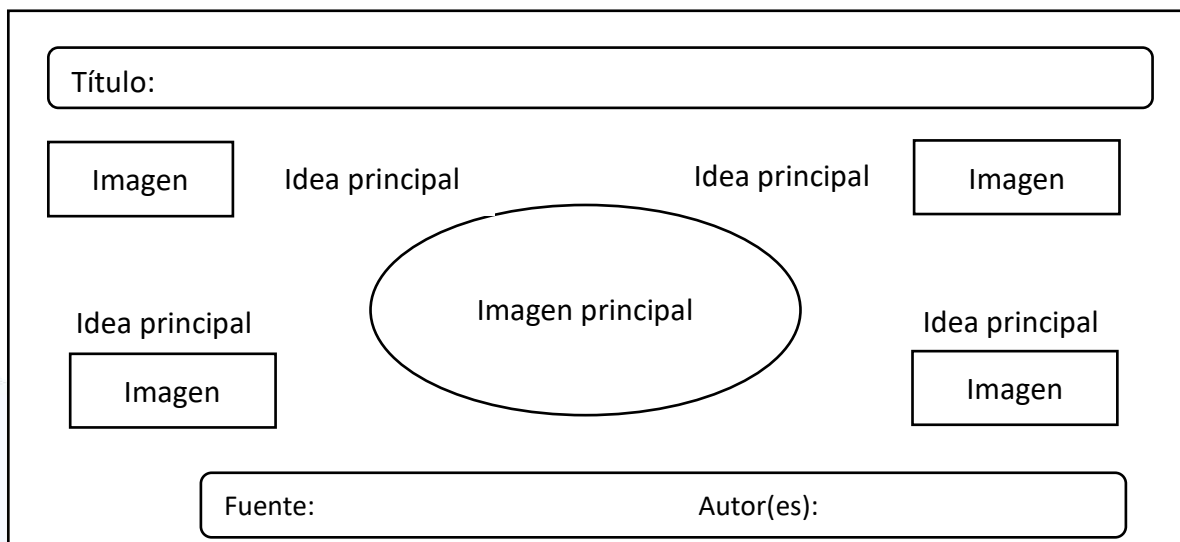 Título:
Imagen Idea principal Idea principal Imagen
Imagen principal
Idea principal Idea principal
Imagen Imagen
Fuente: Autor(es):